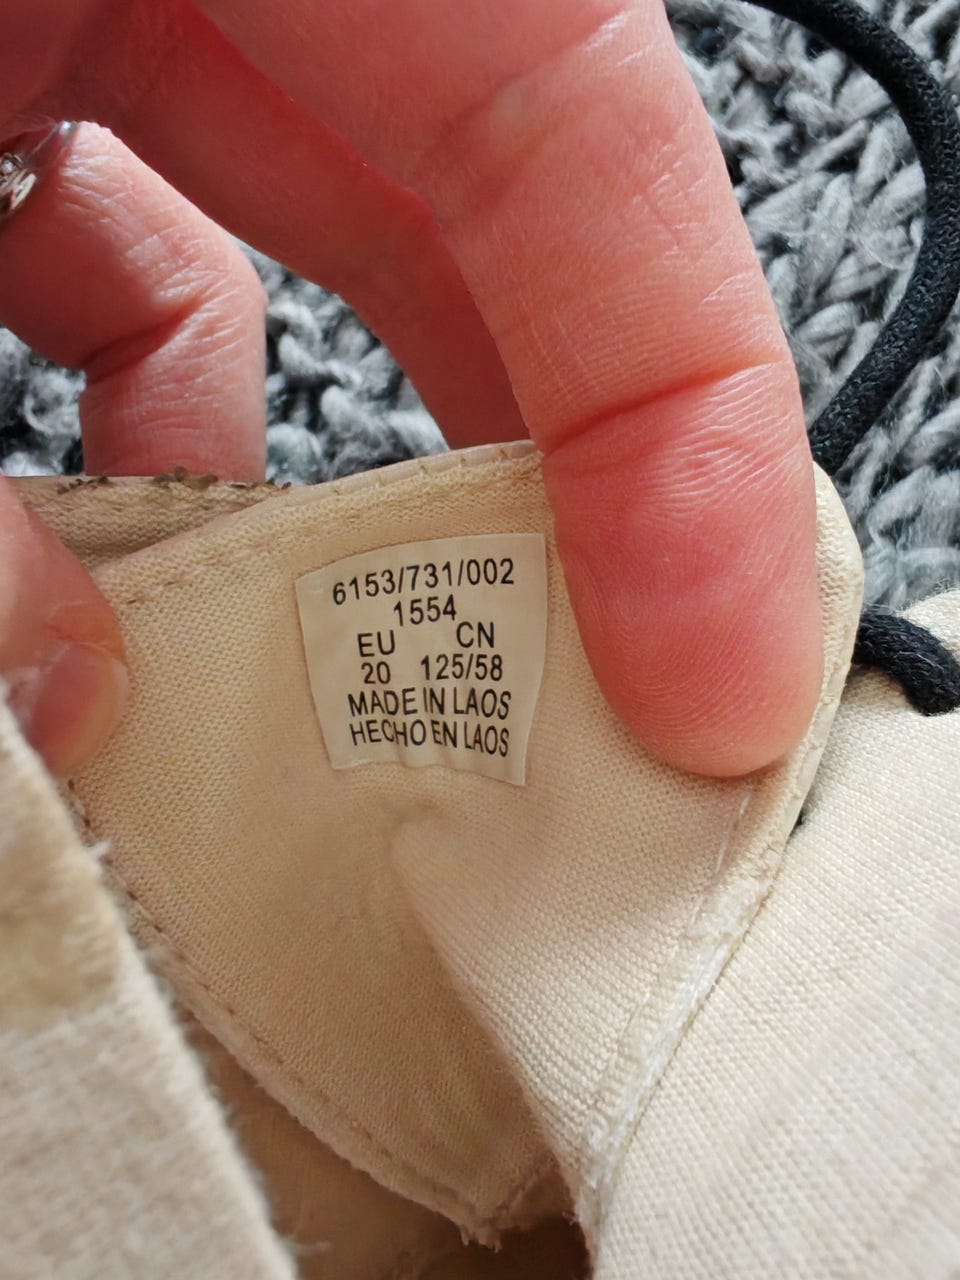 6153/731/002
1554
EU CN
20 125/58
MADE IN LAOS
HECHO EN LAOS